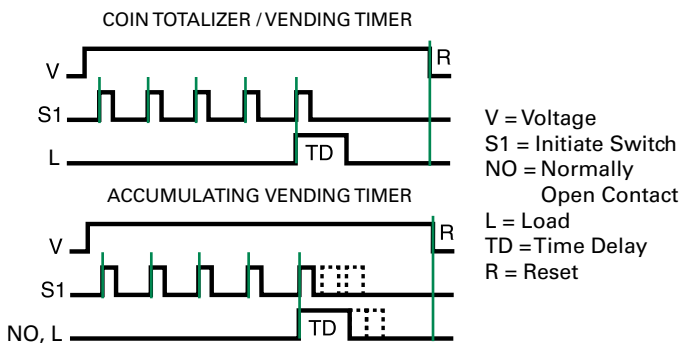 COIN TOTALIZER / VENDING TIMER
V
R
S1
L
TD
ACCUMULATING VENDING TIMER
V
R
S1
NO, L
TD
V = Voltage
S1 = Initiate Switch
NO = Normally
Open Contact
L = Load
TD =Time Delay
R = Reset